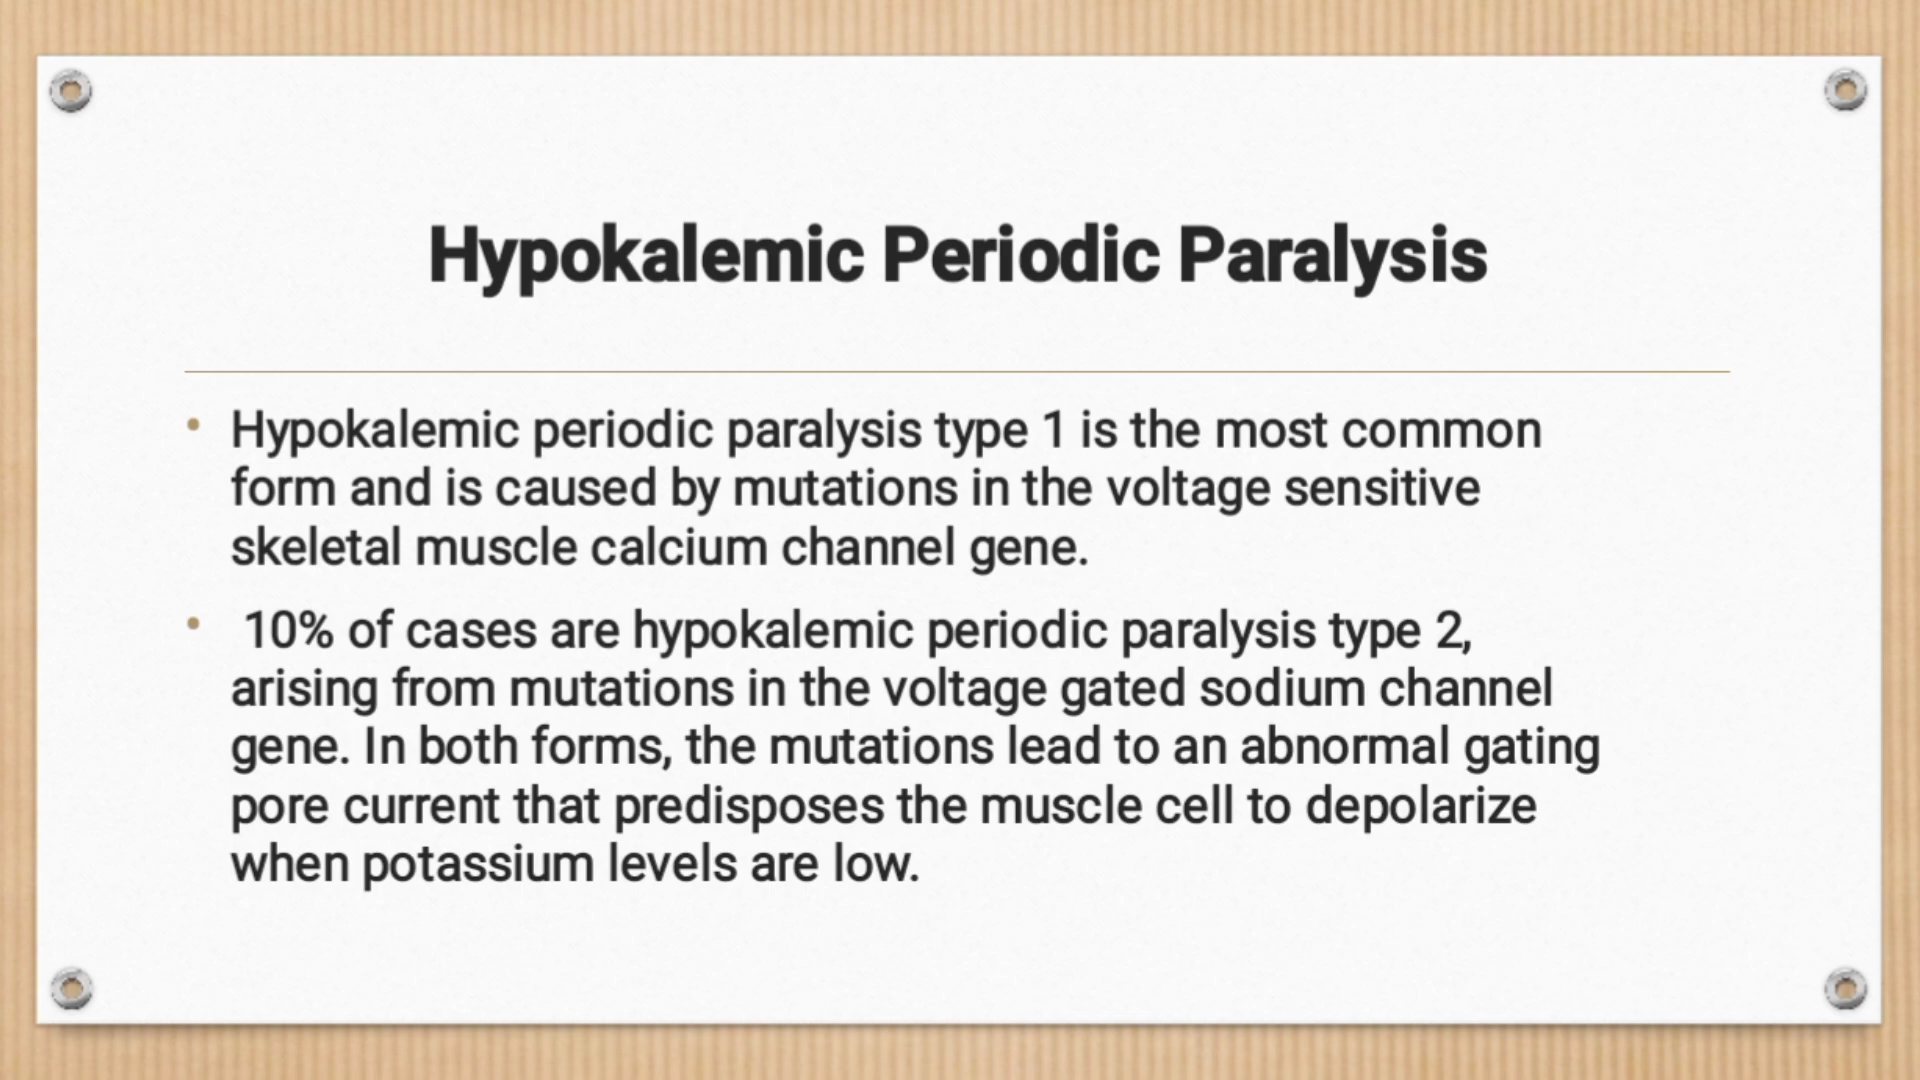 Hypokalemic Periodic Paralysis
• Hypokalemic periodic paralysis type 1 is the most common
form and is caused by mutations in the voltage sensitive
skeletal muscle calcium channel gene.
• 10% of cases are hypokalemic periodic paralysis type 2,
arising from mutations in the voltage gated sodium channel
gene. In both forms, the mutations lead to an abnormal gating
pore current that predisposes the muscle cell to depolarize
when potassium levels are low.